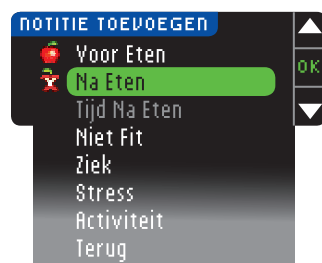 NOTITIE TOEVOEGEN
Voor Eten
OK
Na Eten
Tijd Na Eten
Niet Fit
Ziek
Stress
Activiteit
Terug